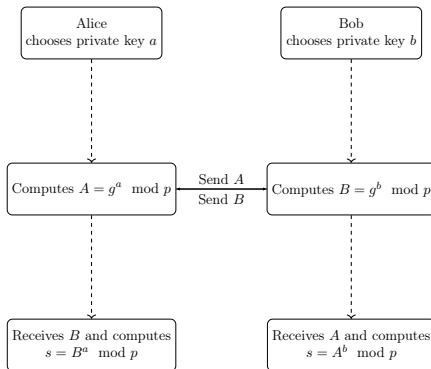 Alice
chooses private key a
Bob
chooses private key b
Computes A = g^a mod p
Send A
Send B
Computes B = g^b mod p
Receives B and computes
s = B^a mod p
Receives A and computes
s = A^b mod p